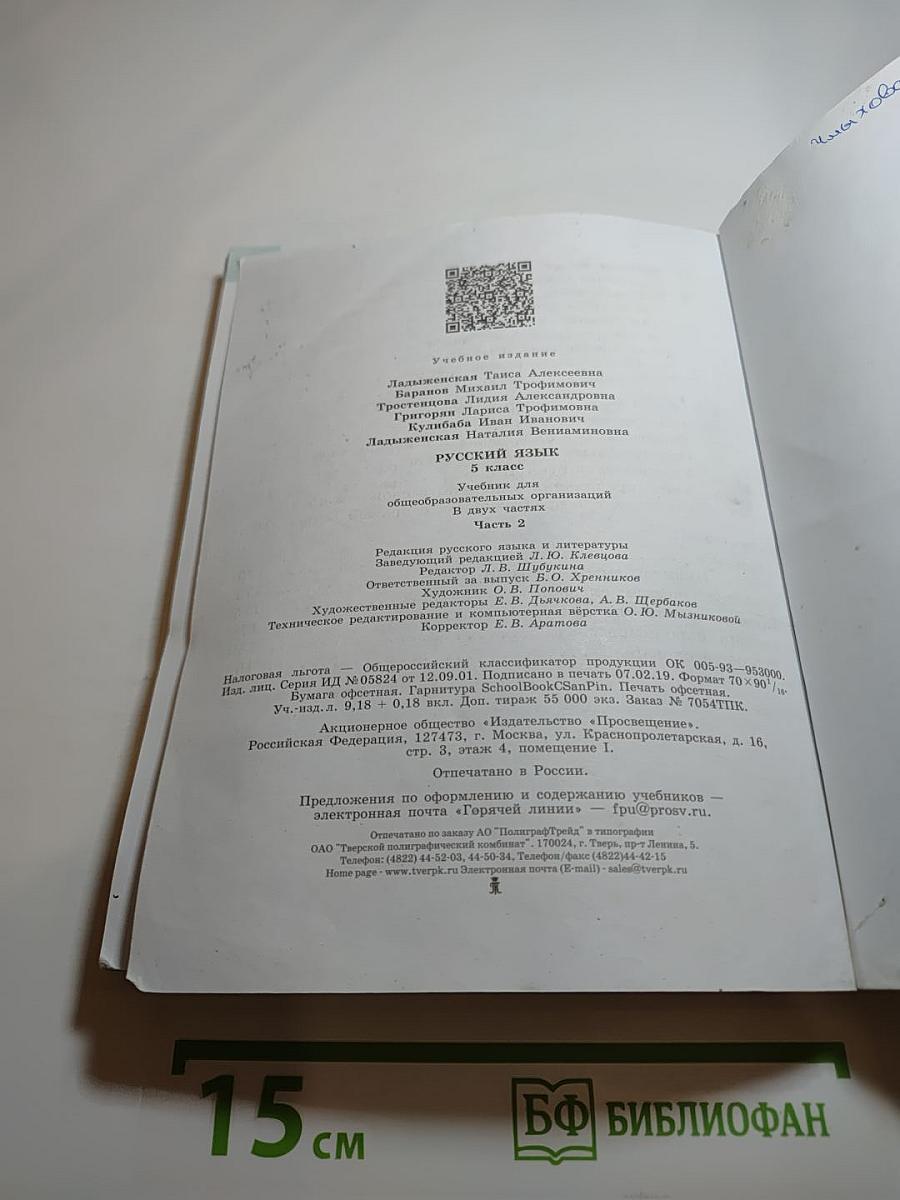 Учебное издание
Ладыженская Таиса Алексеевна
Баранов Михаил Трофимович
Тростенцова Лидия Александровна
Григорян Лариса Трофимовна
Кулибаба Иван Иванович
Ладыженская Наталия Вениаминовна
РУССКИЙ ЯЗЫК
5 класс
Учебник для
общеобразовательных организаций
В двух частях
Часть 2
Редакция русского языка и литературы
Заведующий редакцией Л. Ю. Клевцова
Редактор Л. В. Шубукина
Ответственный за выпуск Б. О. Хренников
Художник О. В. Попович
Художественные редакторы Е. В. Дьячкова, А. В. Щербаков
Техническое редактирование и компьютерная вёрстка О. Ю. Мызниковой
Корректор Е. В. Аратова
Налоговая льгота — Общероссийский классификатор продукции ОК 005-93—953000.
Изд. лиц. Серия ИД № 05824 от 12.09.01. Подписано в печать 07.02.19. Формат 70×90¹/₁₆.
Бумага офсетная. Гарнитура SchoolBookCSanPin. Печать офсетная.
Уч.-изд. л. 9,18 + 0,18 вкл. Доп. тираж 55 000 экз. Заказ № 7054ТПК.
Акционерное общество «Издательство «Просвещение».
Российская Федерация, 127473, г. Москва, ул. Краснопролетарская, д. 16,
стр. 3, этаж 4, помещение I.
Отпечатано в России.
Предложения по оформлению и содержанию учебников —
электронная почта «Горячей линии» — fpu@prosv.ru.
Отпечатано по заказу АО "ПолиграфТрейд" в типографии
ОАО "Тверской полиграфический комбинат". 170024, г. Тверь, пр-т Ленина, 5.
Телефон: (4822) 44-52-03, 44-50-34, Телефон/факс (4822)44-42-15
Home page - www.tverpk.ru Электронная почта (E-mail) - sales@tverpk.ru
15 см
БФ БИБЛИОФАН